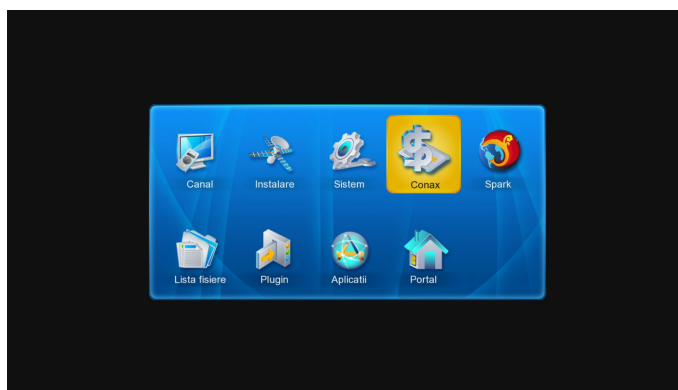 Canal
Instalare
Sistem
Conax
Spark
Lista fisiere
Plugin
Aplicatii
Portal